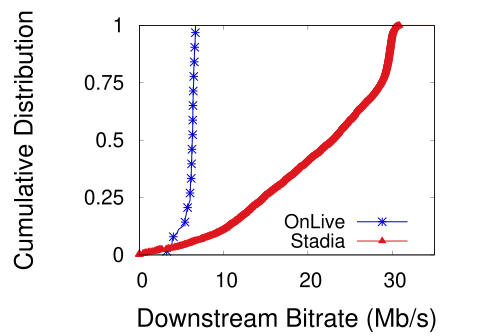 Cumulative Distribution
1
0.75
0.5
0.25
0
OnLive
Stadia
0 10 20 30
Downstream Bitrate (Mb/s)